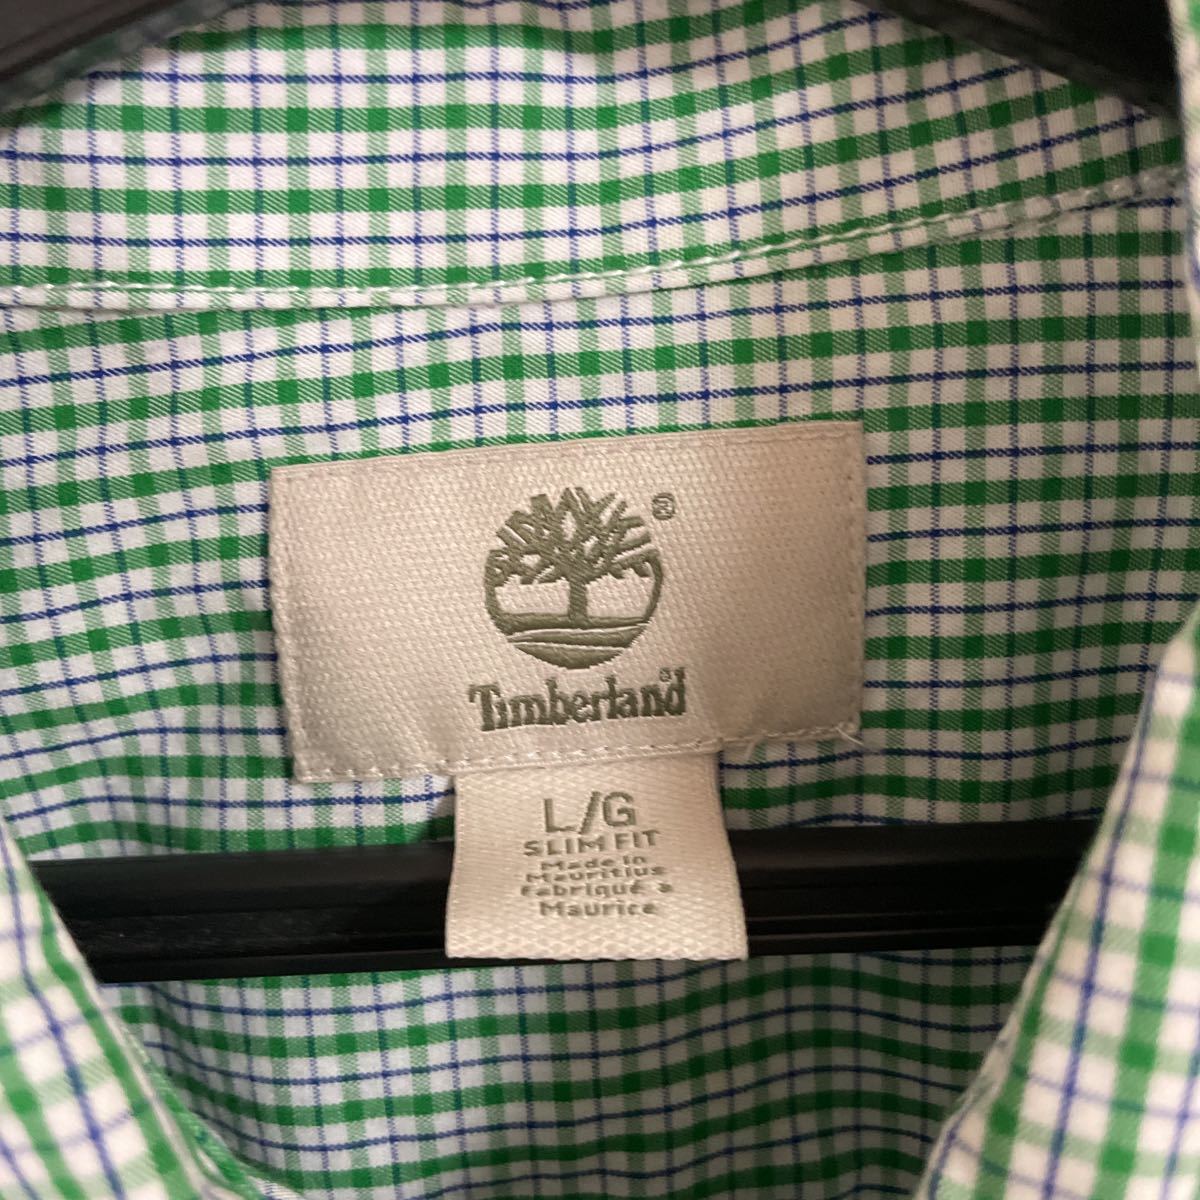 ®
Timberland®
L/G
SLIM FIT
Made in
Mauritius
Fabriqué à
Maurice